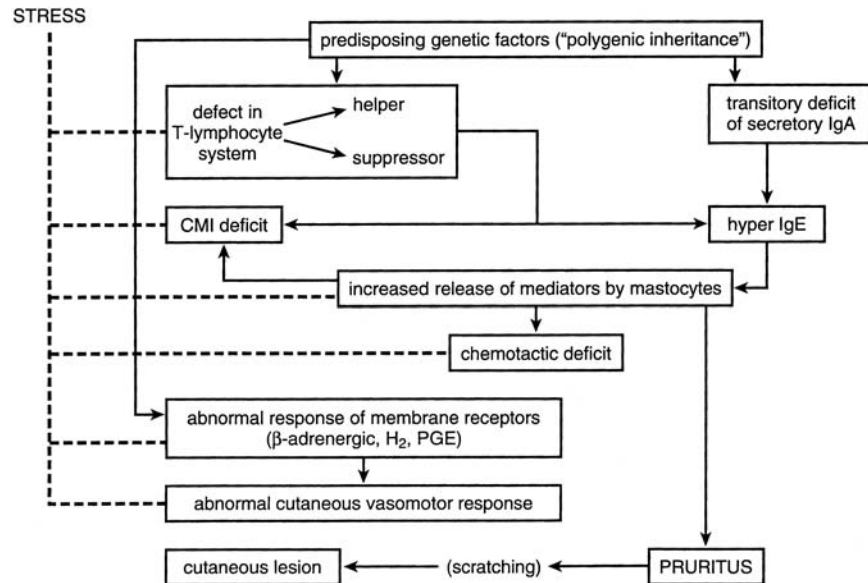 STRESS
predisposing genetic factors (“polygenic inheritance”)
defect in
T-lymphocyte
system
helper
suppressor
transitory deficit
of secretory IgA
CMI deficit
hyper IgE
increased release of mediators by mastocytes
chemotactic deficit
abnormal response of membrane receptors
(β-adrenergic, H₂, PGE)
abnormal cutaneous vasomotor response
cutaneous lesion
(scratching)
PRURITUS